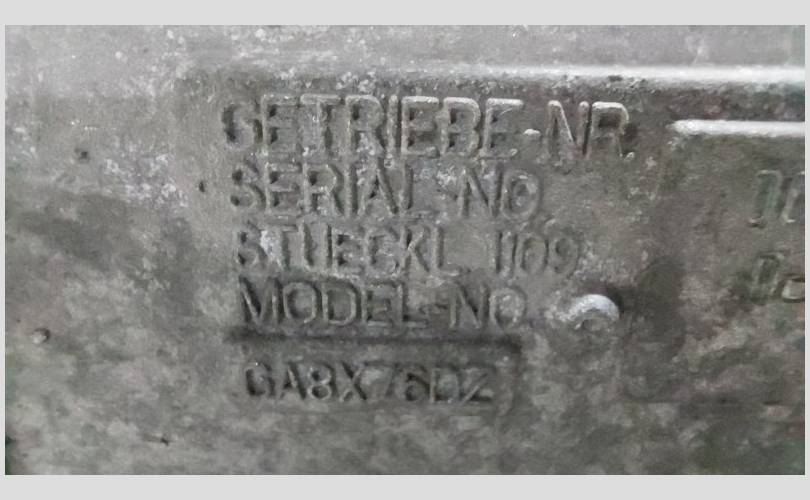 GETRIEBE-NR.
SERIAL-NO.
STUECKL. 1109
MODEL-NO.
GA8X76DZ